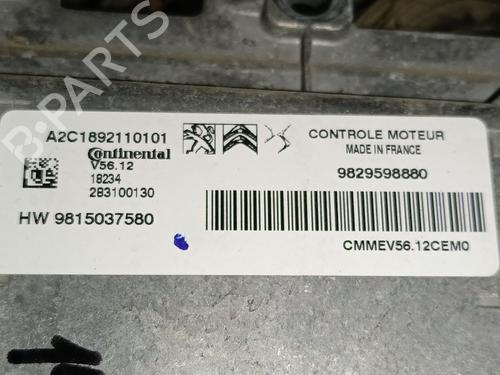 B-PARTS
A2C1892110101
Continental
V56.12
18234
283100130
HW 9815037580
CONTROLE MOTEUR
MADE IN FRANCE
9829598880
CMMEV56.12CEM0